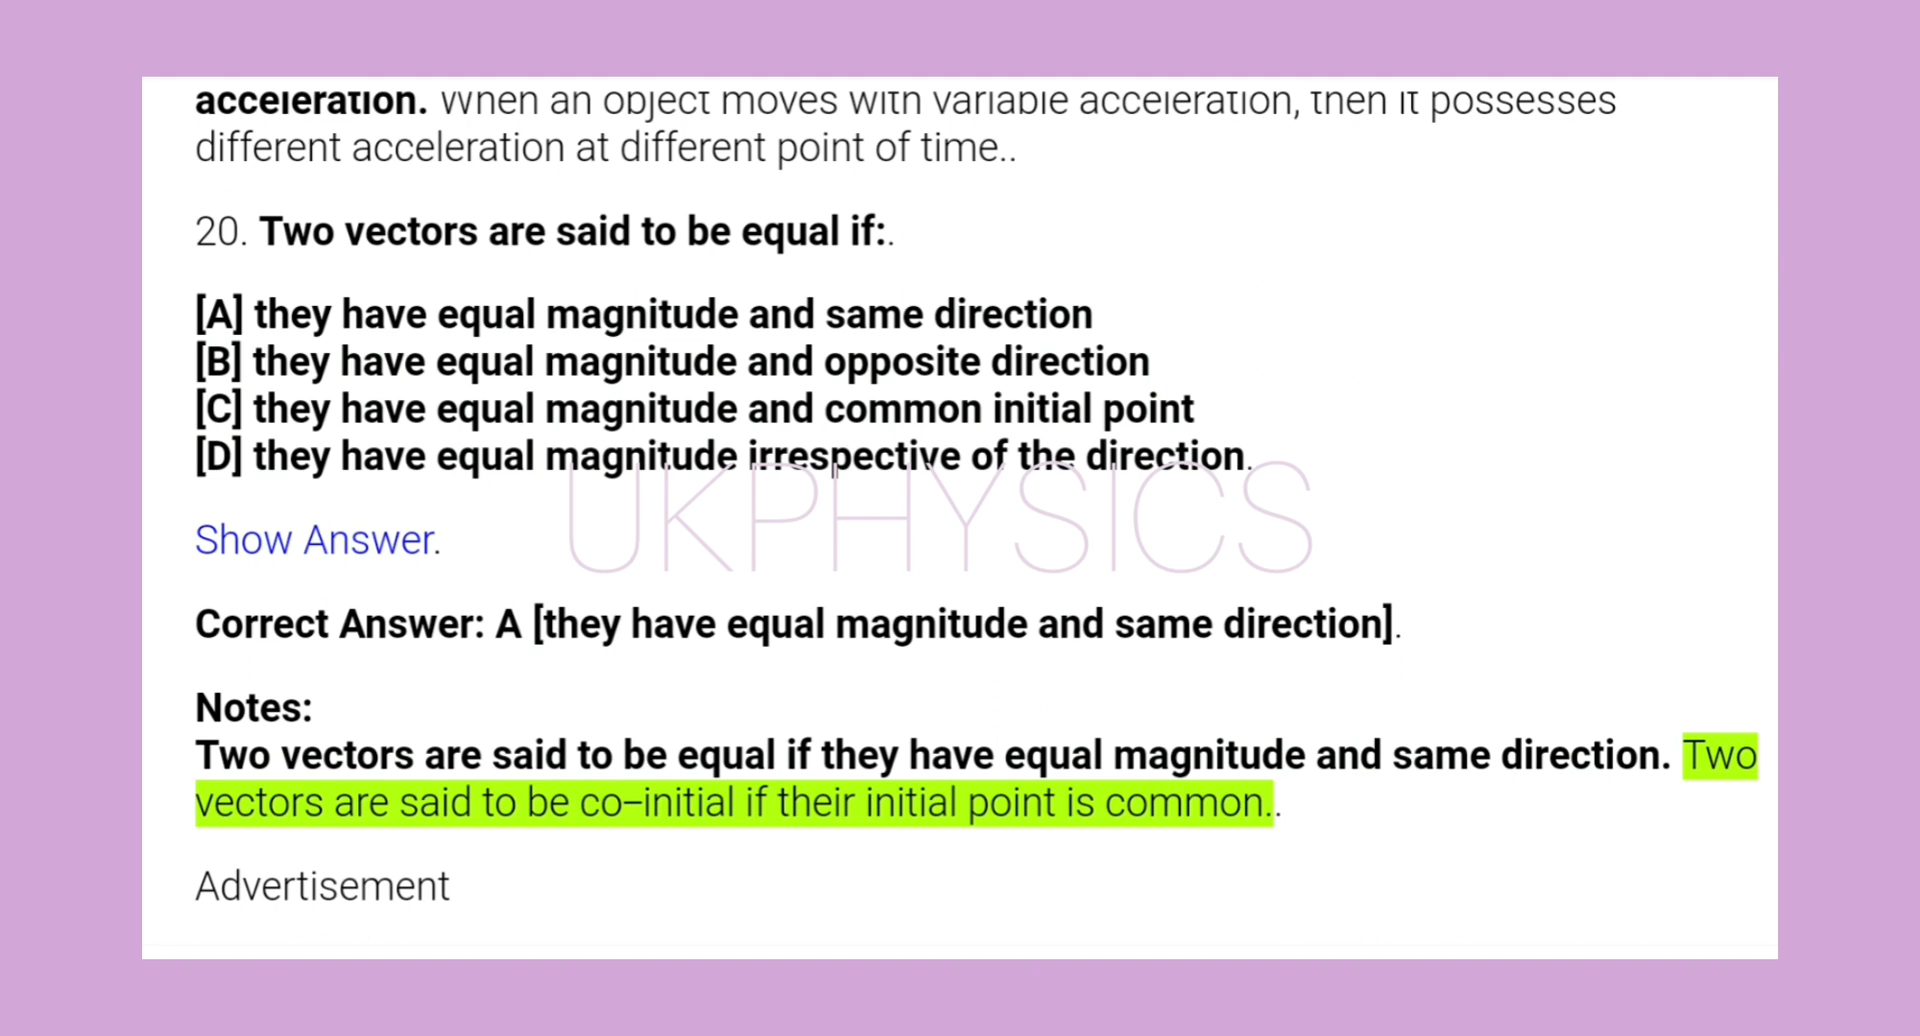 acceleration. When an object moves with variable acceleration, then it possesses
different acceleration at different point of time..
20. Two vectors are said to be equal if:.
[A] they have equal magnitude and same direction
[B] they have equal magnitude and opposite direction
[C] they have equal magnitude and common initial point
[D] they have equal magnitude irrespective of the direction.
UKPHYSICS
Show Answer.
Correct Answer: A [they have equal magnitude and same direction].
Notes:
Two vectors are said to be equal if they have equal magnitude and same direction. Two
vectors are said to be co–initial if their initial point is common..
Advertisement